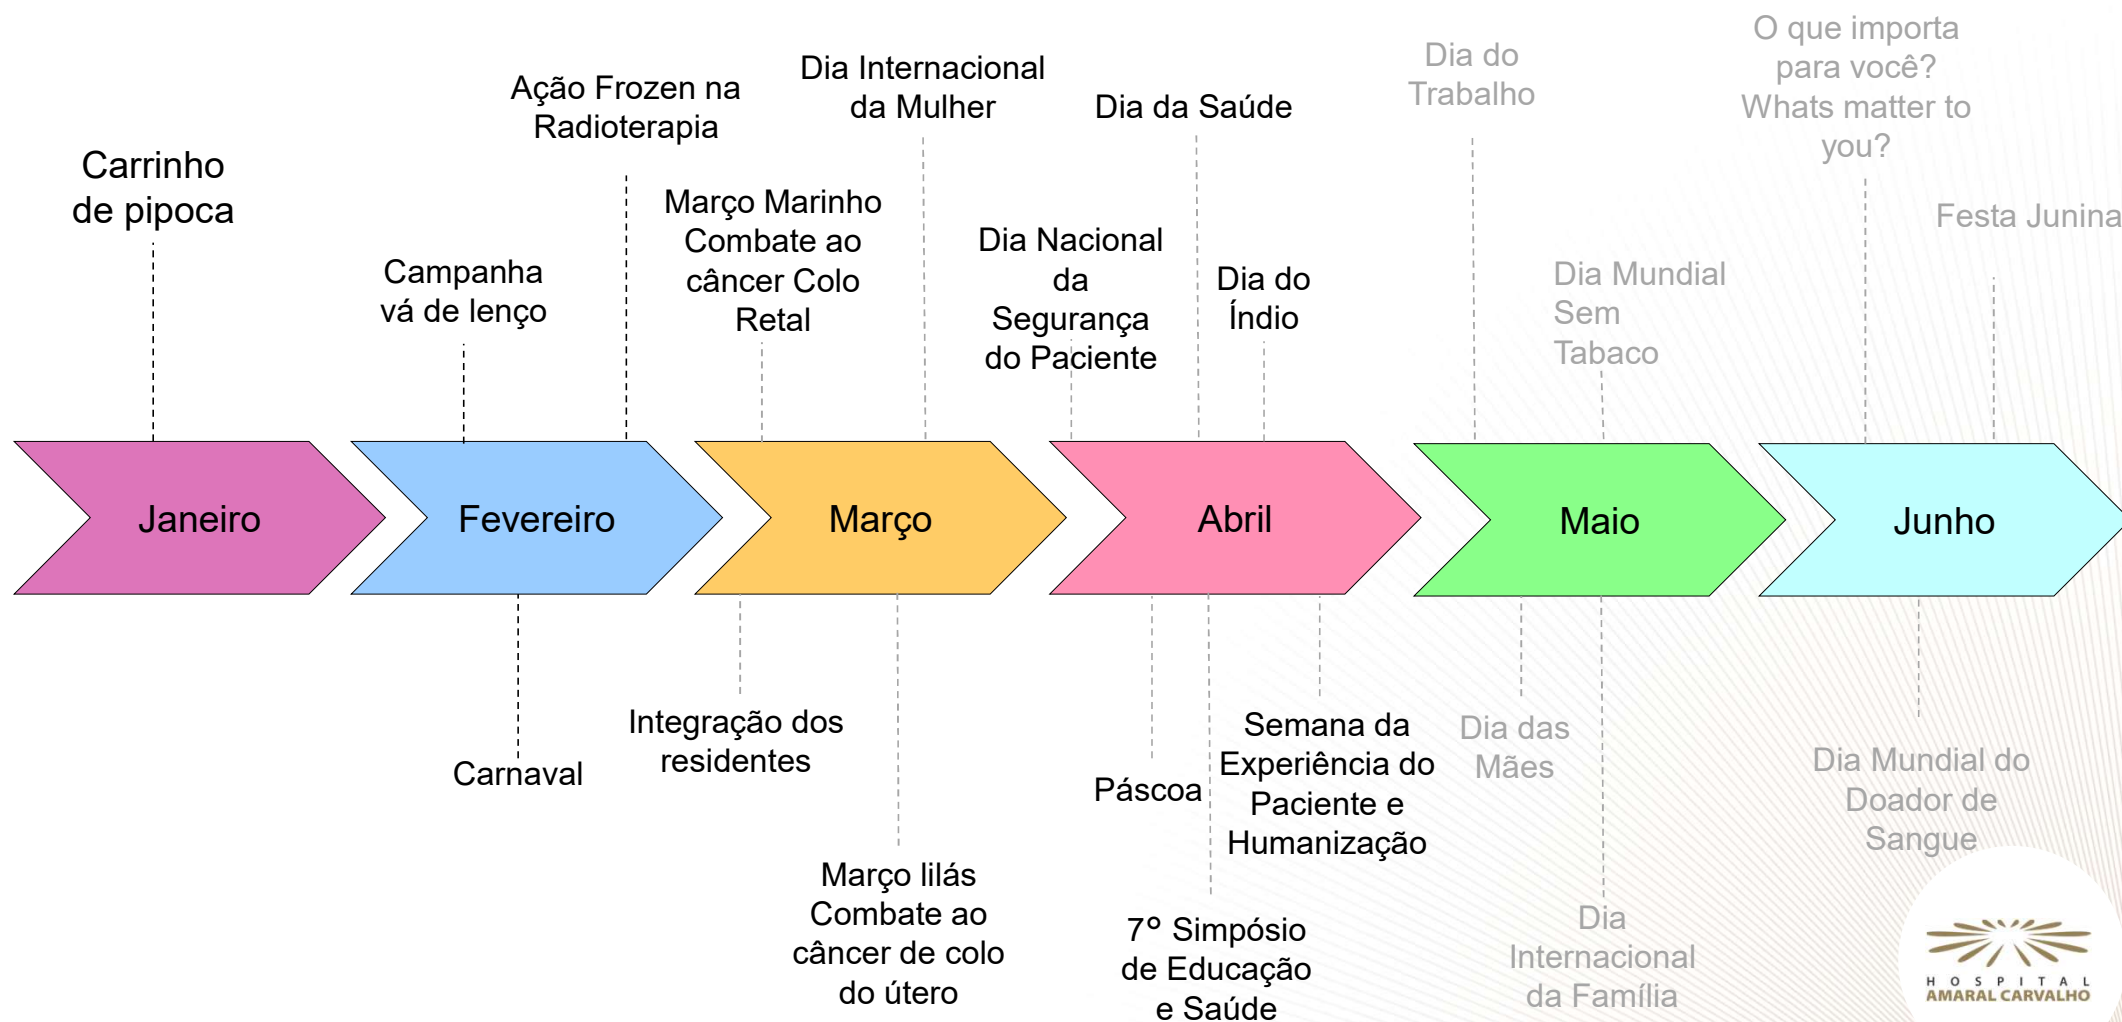 Carrinho
de pipoca
Campanha
vá de lenço
Ação Frozen na
Radioterapia
Março Marinho
Combate ao
câncer Colo
Retal
Dia Internacional
da Mulher
Dia Nacional
da
Segurança
do Paciente
Dia da Saúde
Dia do
Índio
Dia do
Trabalho
Dia Mundial
Sem
Tabaco
O que importa
para você?
Whats matter to
you?
Festa Junina
Janeiro
Fevereiro
Março
Abril
Maio
Junho
Carnaval
Integração dos
residentes
Março lilás
Combate ao
câncer de colo
do útero
Páscoa
7º Simpósio
de Educação
e Saúde
Semana da
Experiência do
Paciente e
Humanização
Dia das
Mães
Dia
Internacional
da Família
Dia Mundial do
Doador de
Sangue
HOSPITAL
AMARAL CARVALHO